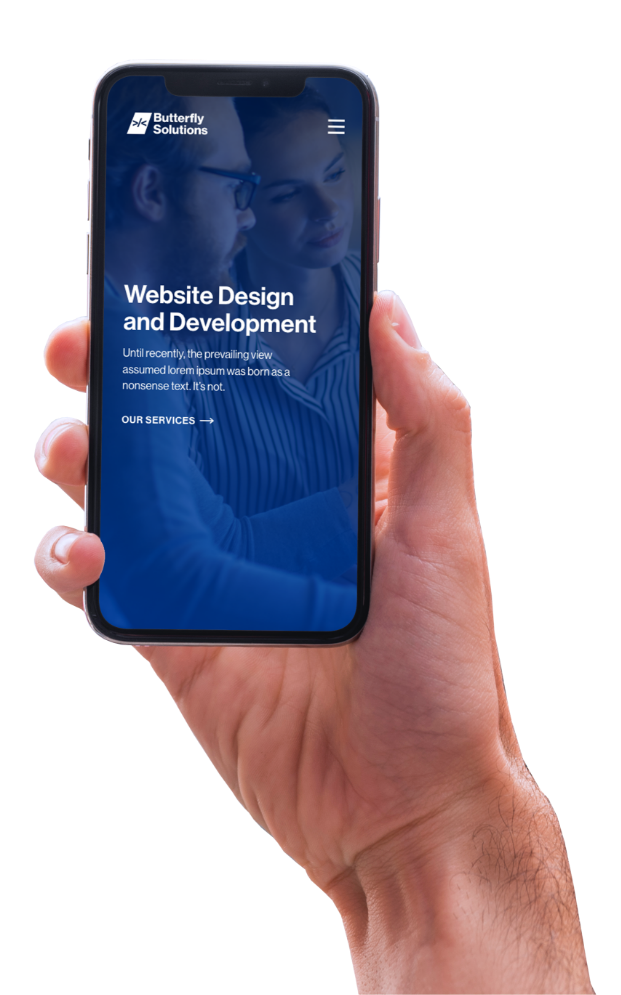 Butterfly
Solutions
Website Design
and Development
Until recently, the prevailing view
assumed lorem ipsum was born as a
nonsense text. It's not.
OUR SERVICES →